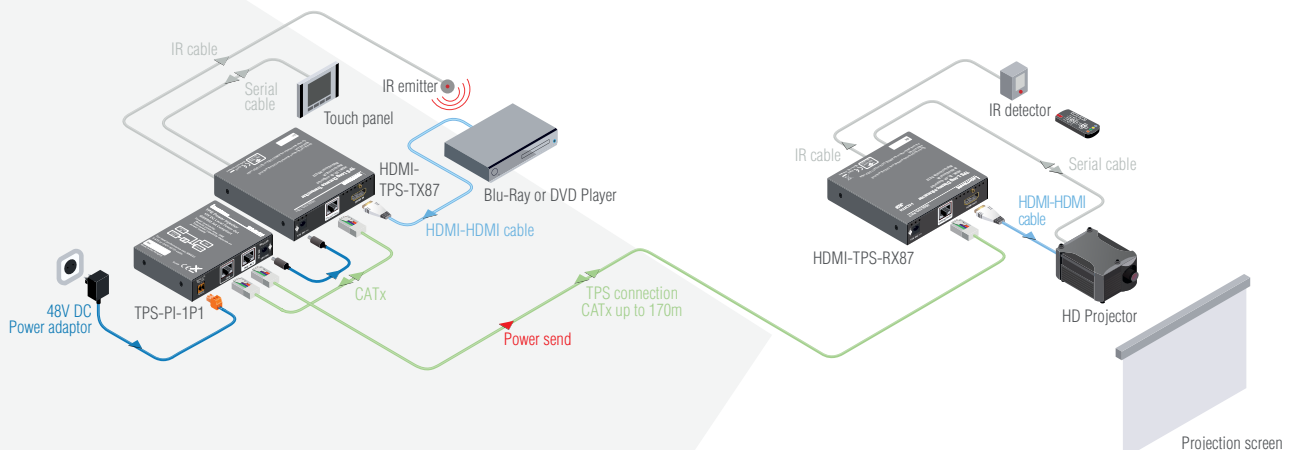 IR cable
Serial
cable
Touch panel
IR emitter
HDMI-
TPS-TX87
Blu-Ray or DVD Player
HDMI-HDMI cable
48V DC
Power adaptor
TPS-PI-1P1
CATx
Power send
TPS connection
CATx up to 170m
IR detector
IR cable
Serial cable
HDMI-HDMI
cable
HDMI-TPS-RX87
HD Projector
Projection screen